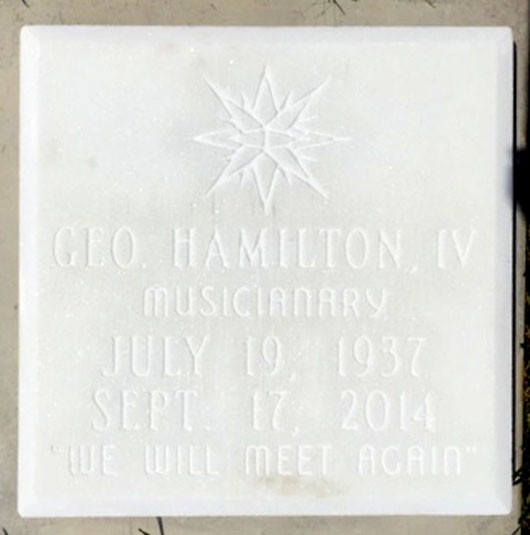 GEO. HAMILTON, IV
MUSICIANARY
JULY 19, 1937
SEPT. 17, 2014
"WE WILL MEET AGAIN"